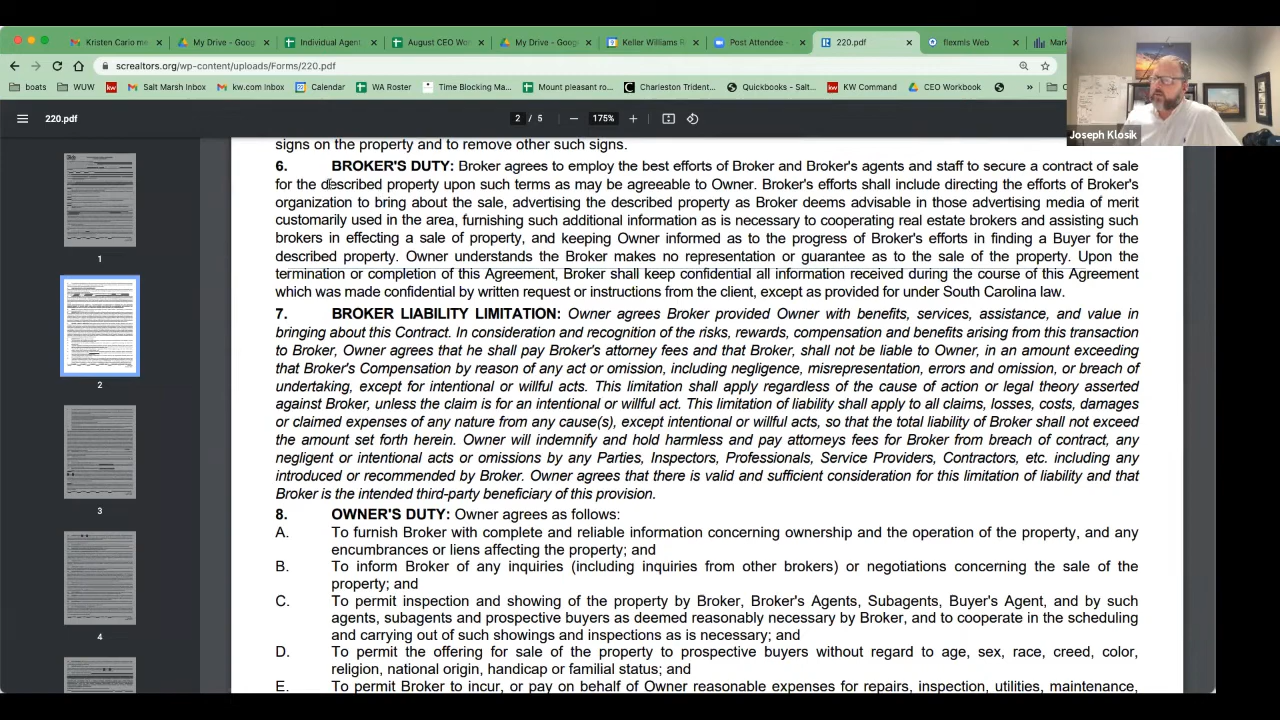 Kristen Cario me
My Drive - Goog
Individual Agent
August CEO Wor
My Drive - Goog
Keller Williams R
Post Attendee -
220.pdf
flexmls Web
Mark
screaltors.org/wp-content/uploads/Forms/220.pdf
boats
WUW
Salt Marsh Inbox
kw.com Inbox
Calendar
WA Roster
Time Blocking Ma...
Mount pleasant ro...
Charleston Trident...
Quickbooks - Salt...
KW Command
CEO Workbook
»
220.pdf
2 / 5
175%
Joseph Klosik
1
2
3
4
signs on the property and to remove other such signs.
6. BROKER'S DUTY: Broker agrees to employ the best efforts of Broker and Broker's agents and staff to secure a contract of sale
for the described property upon such terms as may be agreeable to Owner. Broker's efforts shall include directing the efforts of Broker's
organization to bring about the sale, advertising the described property as Broker deems advisable in those advertising media of merit
customarily used in the area, furnishing such additional information as is necessary to cooperating real estate brokers and assisting such
brokers in effecting a sale of property, and keeping Owner informed as to the progress of Broker's efforts in finding a Buyer for the
described property. Owner understands the Broker makes no representation or guarantee as to the sale of the property. Upon the
termination or completion of this Agreement, Broker shall keep confidential all information received during the course of this Agreement
which was made confidential by written request or instructions from the client, except as provided for under South Carolina law.
7. BROKER LIABILITY LIMITATION: Owner agrees Broker provided Owner with benefits, services, assistance, and value in
bringing about this Contract. In consideration and recognition of the risks, rewards, compensation and benefits arising from this transaction
to Broker, Owner agrees that he shall pay Broker's attorney fees and that Broker, shall not be liable to Owner, in an amount exceeding
that Broker's Compensation by reason of any act or omission, including negligence, misrepresentation, errors and omission, or breach of
undertaking, except for intentional or willful acts. This limitation shall apply regardless of the cause of action or legal theory asserted
against Broker, unless the claim is for an intentional or willful act. This limitation of liability shall apply to all claims, losses, costs, damages
or claimed expenses of any nature from any cause(s), except intentional or willful acts, so that the total liability of Broker shall not exceed
the amount set forth herein. Owner will indemnify and hold harmless and pay attorneys fees for Broker from breach of contract, any
negligent or intentional acts or omissions by any Parties, Inspectors, Professionals, Service Providers, Contractors, etc. including any
introduced or recommended by Broker. Owner agrees that there is valid and sufficient consideration for this limitation of liability and that
Broker is the intended third-party beneficiary of this provision.
8. OWNER'S DUTY: Owner agrees as follows:
A. To furnish Broker with complete and reliable information concerning ownership and the operation of the property, and any
encumbrances or liens affecting the property; and
B. To inform Broker of any inquiries (including inquiries from other brokers) or negotiations concerning the sale of the
property; and
C. To permit inspection and showing of the property by Broker, Broker's Agents, Subagents, Buyer's Agent, and by such
agents, subagents and prospective buyers as deemed reasonably necessary by Broker, and to cooperate in the scheduling
and carrying out of such showings and inspections as is necessary; and
D. To permit the offering for sale of the property to prospective buyers without regard to age, sex, race, creed, color,
religion, national origin, handicap or familial status; and
E. To permit Broker to incur on behalf of Owner reasonable expenses for repairs, inspection, utilities, maintenance,